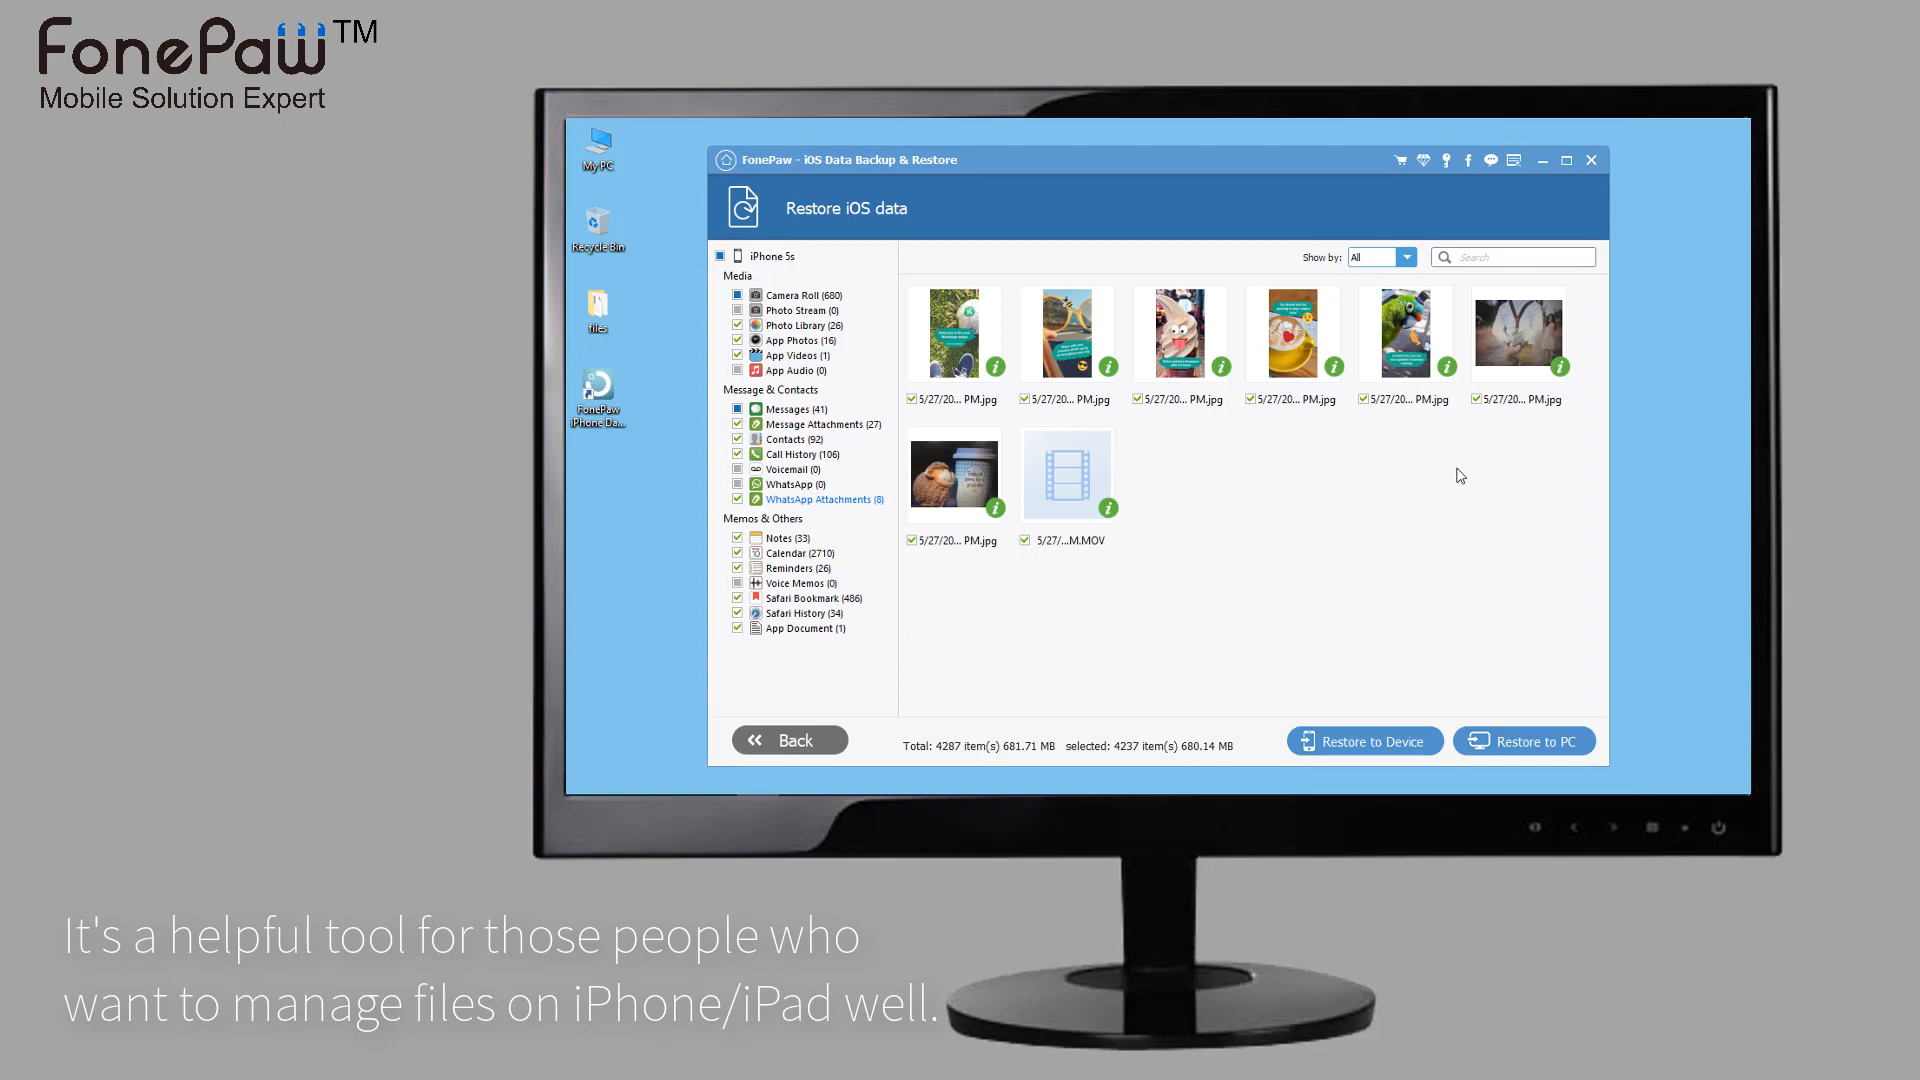 FonePaw™
Mobile Solution Expert
My PC
Recycle Bin
files
FonePaw
iPhone Da...
FonePaw - iOS Data Backup & Restore
Restore iOS data
iPhone 5s
Media
Camera Roll (680)
Photo Stream (0)
Photo Library (26)
App Photos (16)
App Videos (1)
App Audio (0)
Message & Contacts
Messages (41)
Message Attachments (27)
Contacts (92)
Call History (106)
Voicemail (0)
WhatsApp (0)
WhatsApp Attachments (8)
Memos & Others
Notes (33)
Calendar (2710)
Reminders (26)
Voice Memos (0)
Safari Bookmark (486)
Safari History (34)
App Document (1)
Show by: All Search
5/27/20... PM.jpg 5/27/20... PM.jpg 5/27/20... PM.jpg 5/27/20... PM.jpg 5/27/20... PM.jpg 5/27/20... PM.jpg
5/27/20... PM.jpg 5/27/...M.MOV
Back Total: 4287 item(s) 681.71 MB selected: 4237 item(s) 680.14 MB Restore to Device Restore to PC
It's a helpful tool for those people who
want to manage files on iPhone/iPad well.